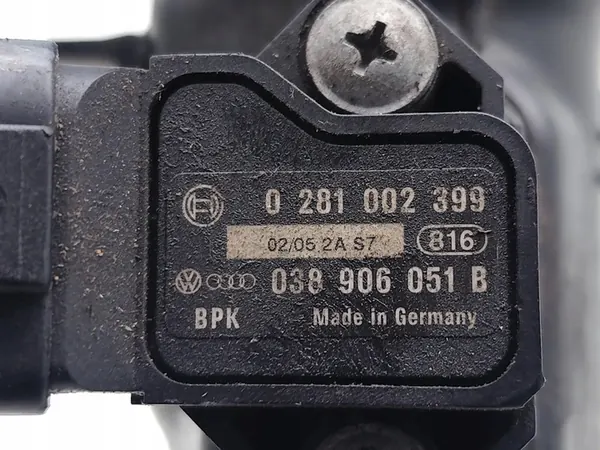 0 281 002 399
02/05 2A S7 816
038 906 051 B
BPK Made in Germany